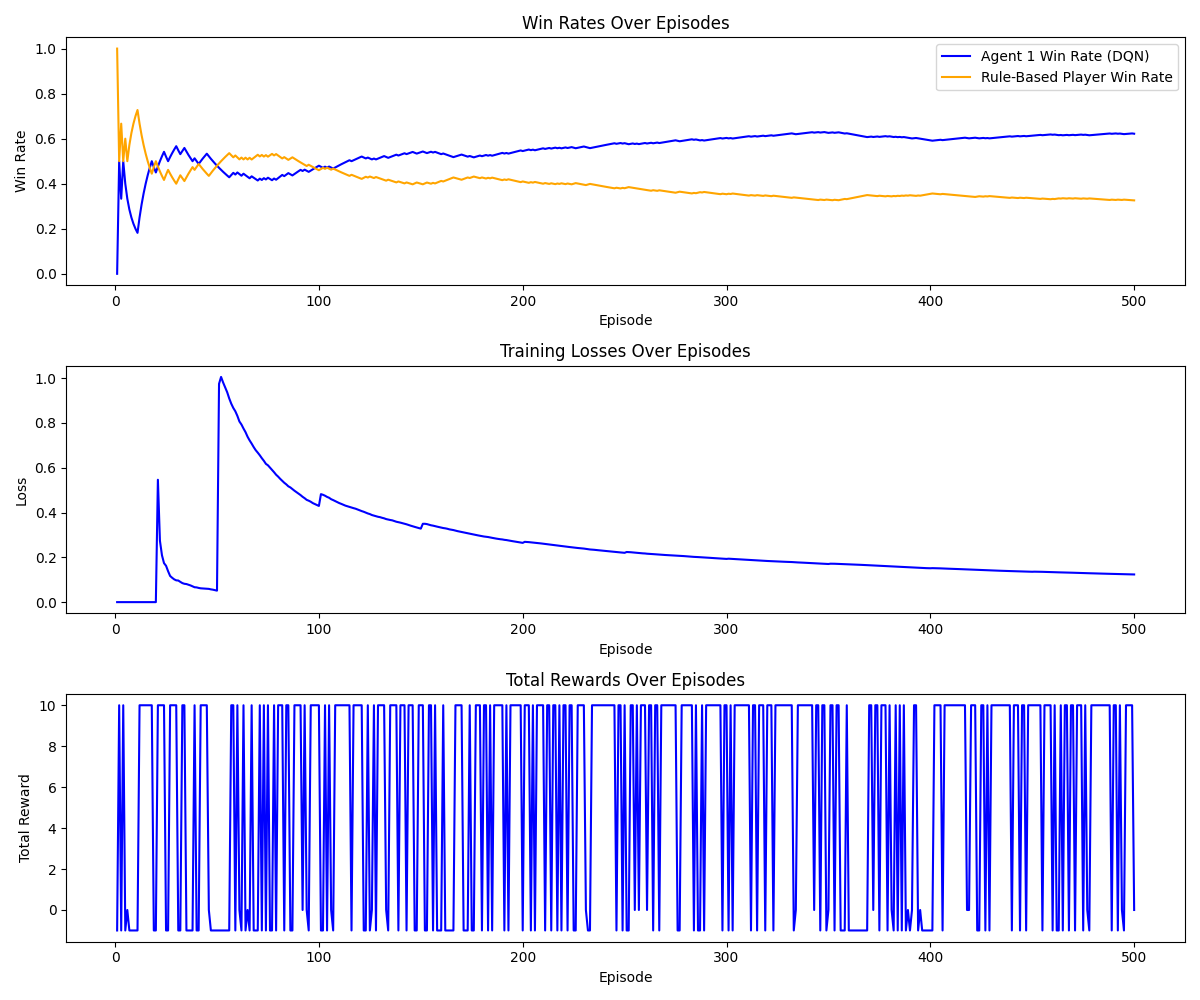 Win Rates Over Episodes
Win Rate
1.0
0.8
0.6
0.4
0.2
0.0
Agent 1 Win Rate (DQN)
Rule-Based Player Win Rate
0 100 200 300 400 500
Episode
Training Losses Over Episodes
Loss
1.0
0.8
0.6
0.4
0.2
0.0
0 100 200 300 400 500
Episode
Total Rewards Over Episodes
Total Reward
10
8
6
4
2
0
0 100 200 300 400 500
Episode